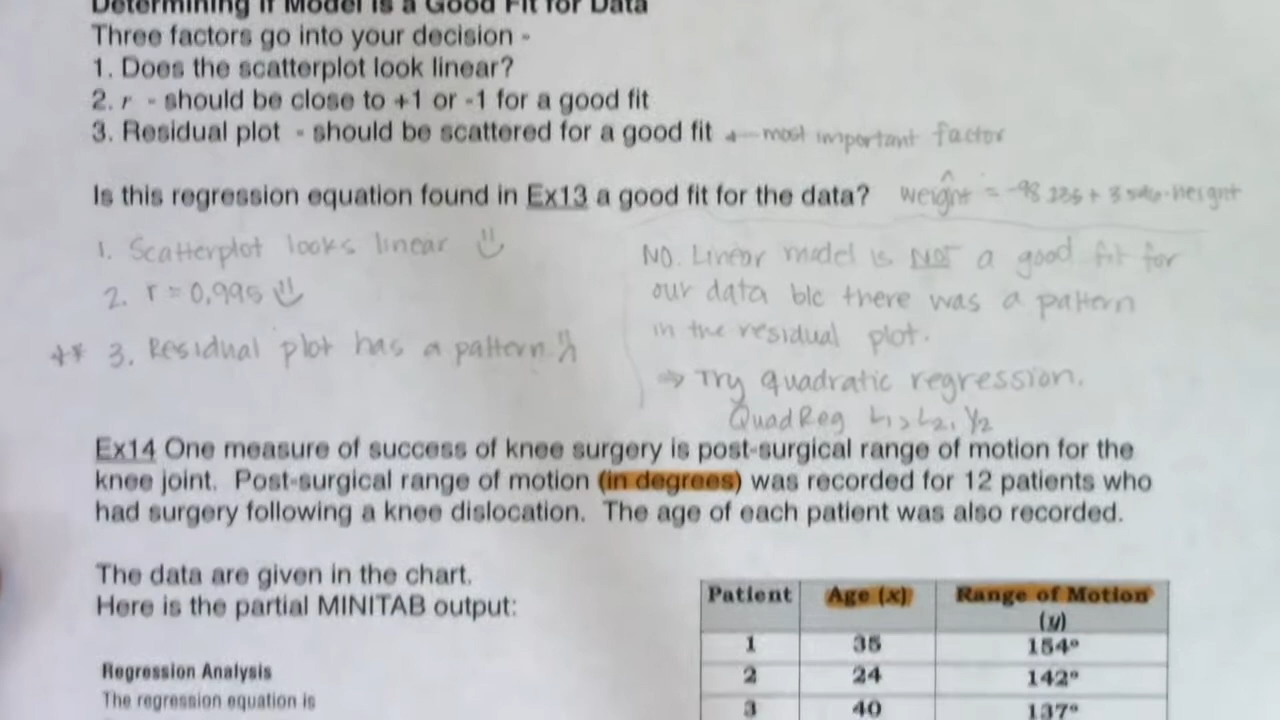 Determining if Model is a Good Fit for Data
Three factors go into your decision -
1. Does the scatterplot look linear?
2. r - should be close to +1 or -1 for a good fit
3. Residual plot - should be scattered for a good fit ← most important factor
Is this regression equation found in Ex13 a good fit for the data? weight =
1. Scatterplot looks linear
2. r = 0.995
** 3. Residual plot has a pattern
NO. Linear model is NOT a good fit for
our data b/c there was a pattern
in the residual plot.
⇒ Try quadratic regression.
QuadReg L1, L2, Y2
Ex14 One measure of success of knee surgery is post-surgical range of motion for the
knee joint. Post-surgical range of motion (in degrees) was recorded for 12 patients who
had surgery following a knee dislocation. The age of each patient was also recorded.
The data are given in the chart.
Here is the partial MINITAB output:
Regression Analysis
The regression equation is
Patient Age (x) Range of Motion (y)
1 35 154°
2 24 142°
3 40 137°